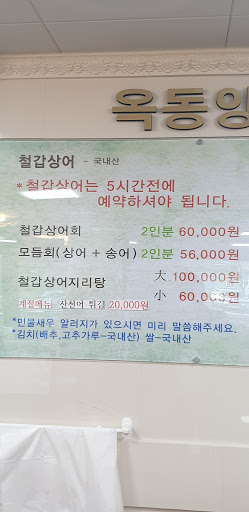 옥동양
철갑상어 - 국내산
*철갑상어는 5시간전에
예약하셔야 됩니다.
철갑상어회 2인분 60,000원
모듬회(상어 + 송어) 2인분 56,000원
철갑상어지리탕 大 100,000원
小 60,000원
계절메뉴 산천어 튀김 20,000원
*민물새우 알러지가 있으시면 미리 말씀해주세요.
*김치(배추,고추가루-국내산) 쌀-국내산